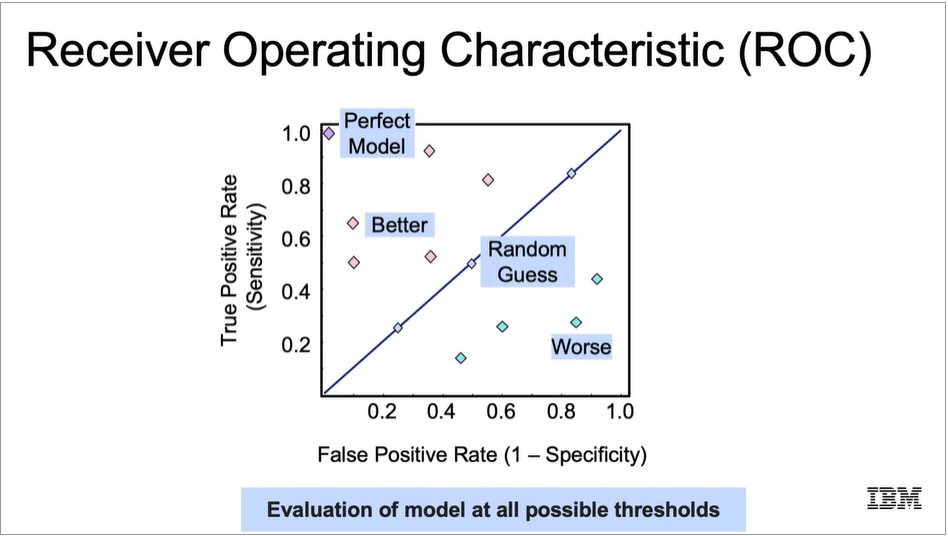 Receiver Operating Characteristic (ROC)
Perfect
Model
Better
Random
Guess
Worse
True Positive Rate
(Sensitivity)
1.0
0.8
0.6
0.4
0.2
0.2 0.4 0.6 0.8 1.0
False Positive Rate (1 – Specificity)
Evaluation of model at all possible thresholds
IBM